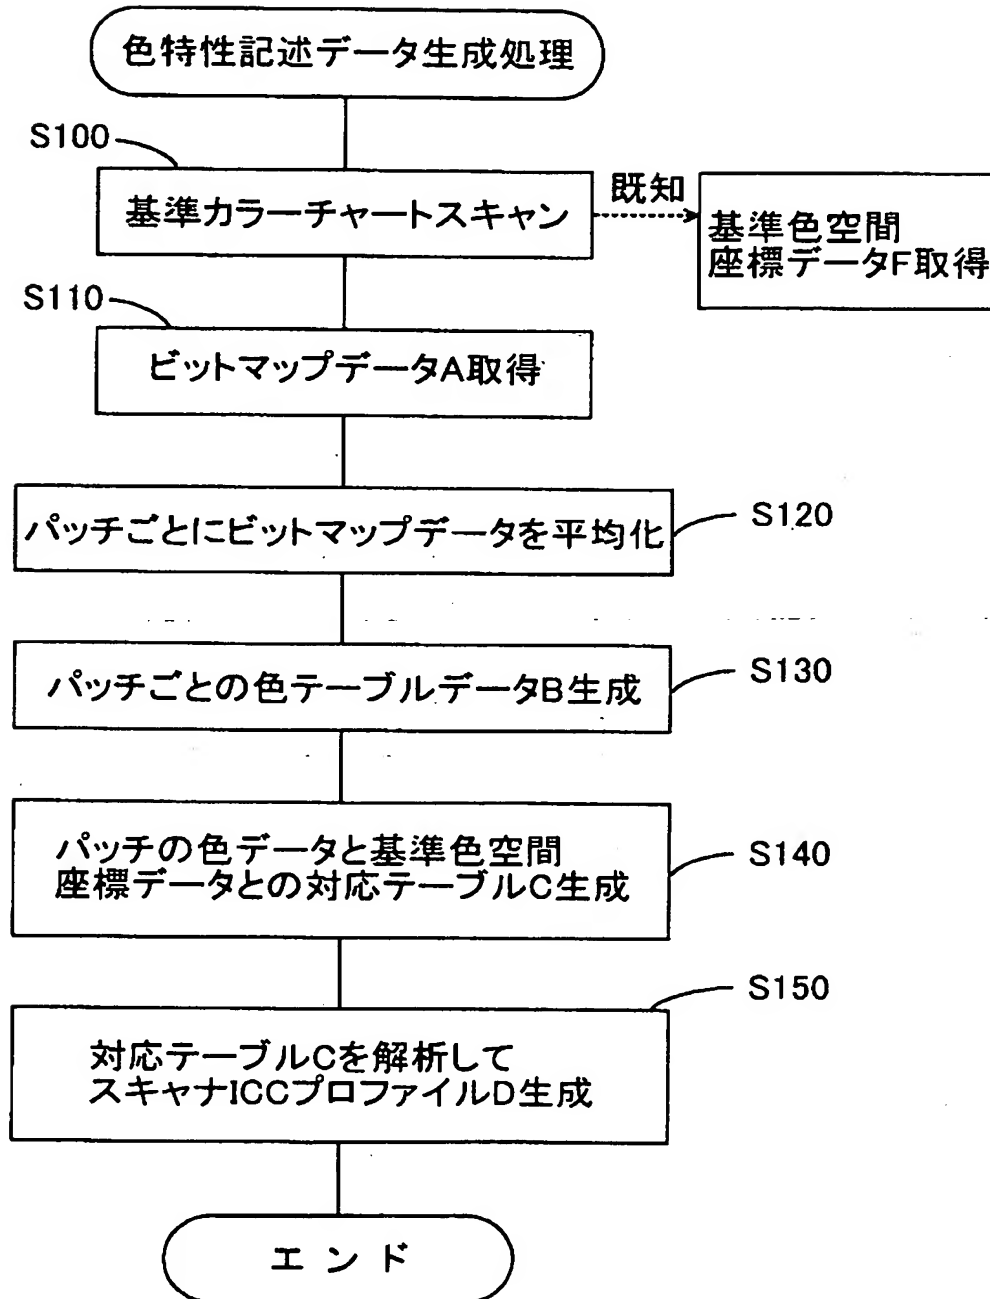 色特性記述データ生成処理
S100
基準カラーチャートスキャン
既知
基準色空間
座標データF取得
S110
ビットマップデータA取得
パッチごとにビットマップデータを平均化
S120
パッチごとの色テーブルデータB生成
S130
パッチの色データと基準色空間
座標データとの対応テーブルC生成
S140
S150
対応テーブルCを解析して
スキャナICCプロファイルD生成
エンド